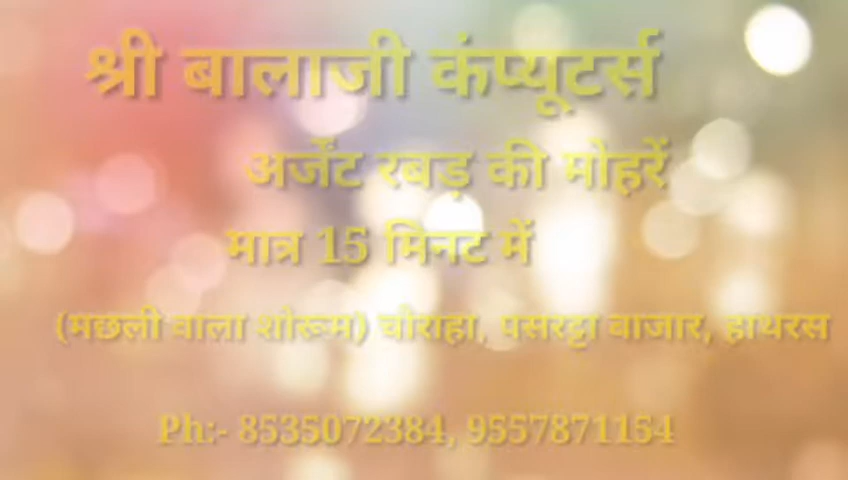 श्री बालाजी कंप्यूटर्स
अर्जेंट रबड़ की मोहरें
मात्र 15 मिनट में
(मछली वाला शोरूम) चोराहा, पसरट्टा बाजार, हाथरस
Ph:- 8535072384, 9557871154